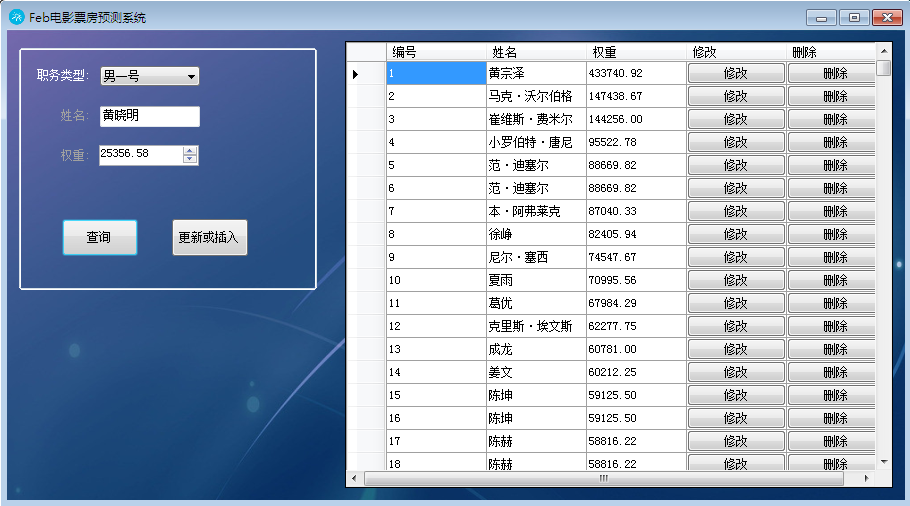 Feb电影票房预测系统
职务类型: 男一号
姓名: 黄晓明
权重: 25356.58
查询 更新或插入
编号 姓名 权重 修改 删除
1 黄宗泽 433740.92 修改 删除
2 马克·沃尔伯格 147438.67 修改 删除
3 崔维斯·费米尔 144256.00 修改 删除
4 小罗伯特·唐尼 95522.78 修改 删除
5 范·迪塞尔 88669.82 修改 删除
6 范·迪塞尔 88669.82 修改 删除
7 本·阿弗莱克 87040.33 修改 删除
8 徐峥 82405.94 修改 删除
9 尼尔·塞西 74547.67 修改 删除
10 夏雨 70995.56 修改 删除
11 葛优 67984.29 修改 删除
12 克里斯·埃文斯 62277.75 修改 删除
13 成龙 60781.00 修改 删除
14 姜文 60212.25 修改 删除
15 陈坤 59125.50 修改 删除
16 陈坤 59125.50 修改 删除
17 陈赫 58816.22 修改 删除
18 陈赫 58816.22 修改 删除